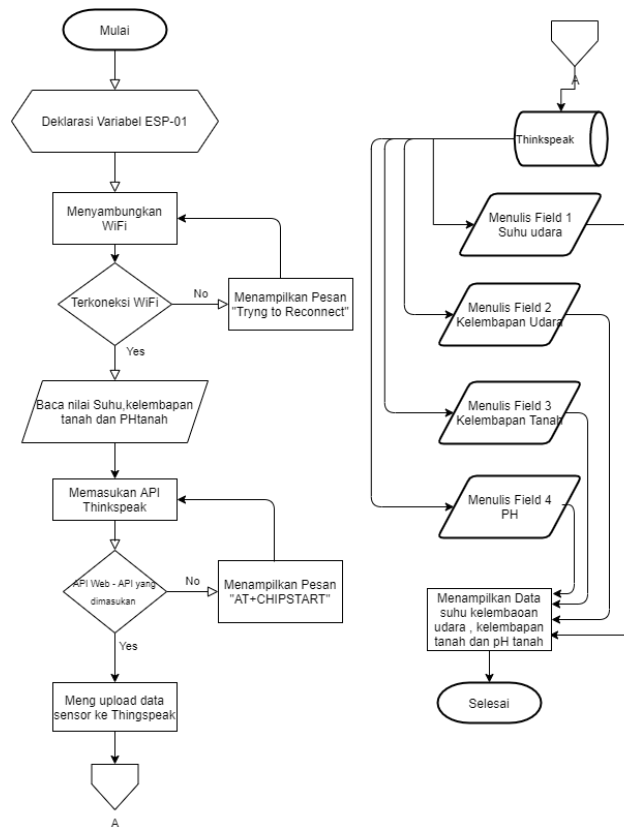 Mulai
Deklarasi Variabel ESP-01
Menyambungkan
WiFi
Terkoneksi WiFi
No
Menampilkan Pesan
"Tryng to Reconnect"
Yes
Baca nilai Suhu,kelembapan
tanah dan PHtanah
Memasukan API
Thinkspeak
API Web - API yang
dimasukan
No
Menampilkan Pesan
"AT+CHIPSTART"
Yes
Meng upload data
sensor ke Thingspeak
A
A
Thinkspeak
Menulis Field 1
Suhu udara
Menulis Field 2
Kelembapan Udara
Menulis Field 3
Kelembapan Tanah
Menulis Field 4
PH
Menampilkan Data
suhu kelembaoan
udara , kelembapan
tanah dan pH tanah
Selesai